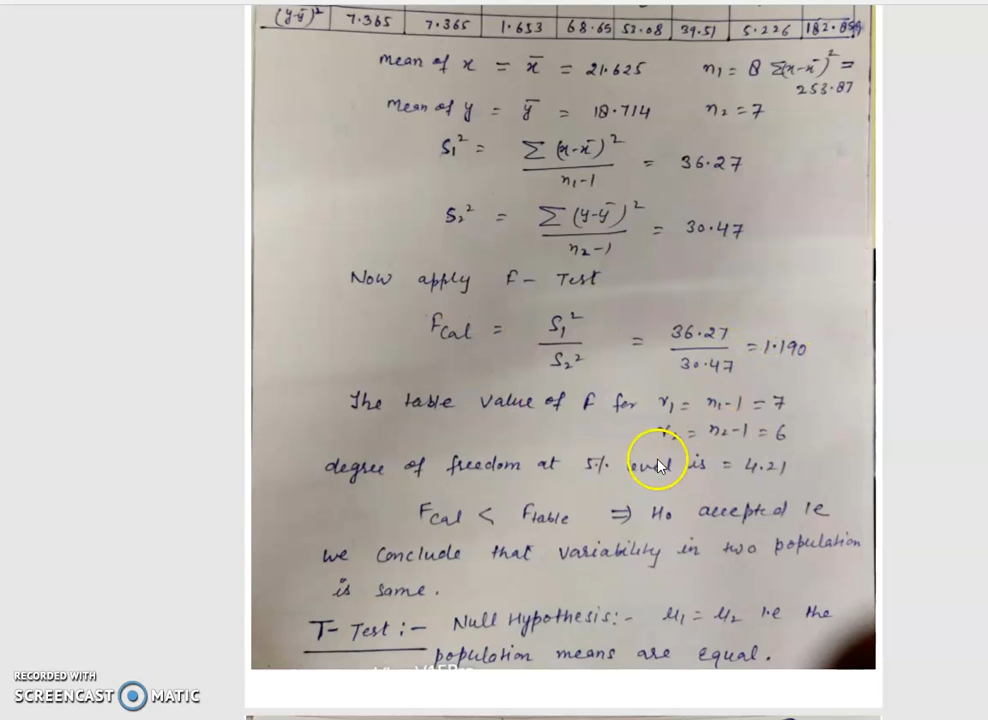 (y-ȳ)² 7.365 7.365 1.653 68.65 53.08 39.51 5.226
mean of x = x̄ = 21.625 n₁ = 8 Σ(x-x̄)² =
253.87
mean of y = ȳ = 18.714 n₂ = 7
S₁² = Σ(x-x̄)² / n₁-1 = 36.27
S₂² = Σ(y-ȳ)² / n₂-1 = 30.47
Now apply F - Test
Fcal = S₁² / S₂² = 36.27 / 30.47 = 1.190
The table value of F for ν₁ = n₁-1 = 7
= n₂-1 = 6
degree of freedom at 5% level is = 4.21
Fcal < Ftable ⇒ H₀ accepted ie
we conclude that variability in two population
is same.
T- Test :- Null Hypothesis:- μ₁ = μ₂ i.e the
population means are equal.
RECORDED WITH
SCREENCAST MATIC